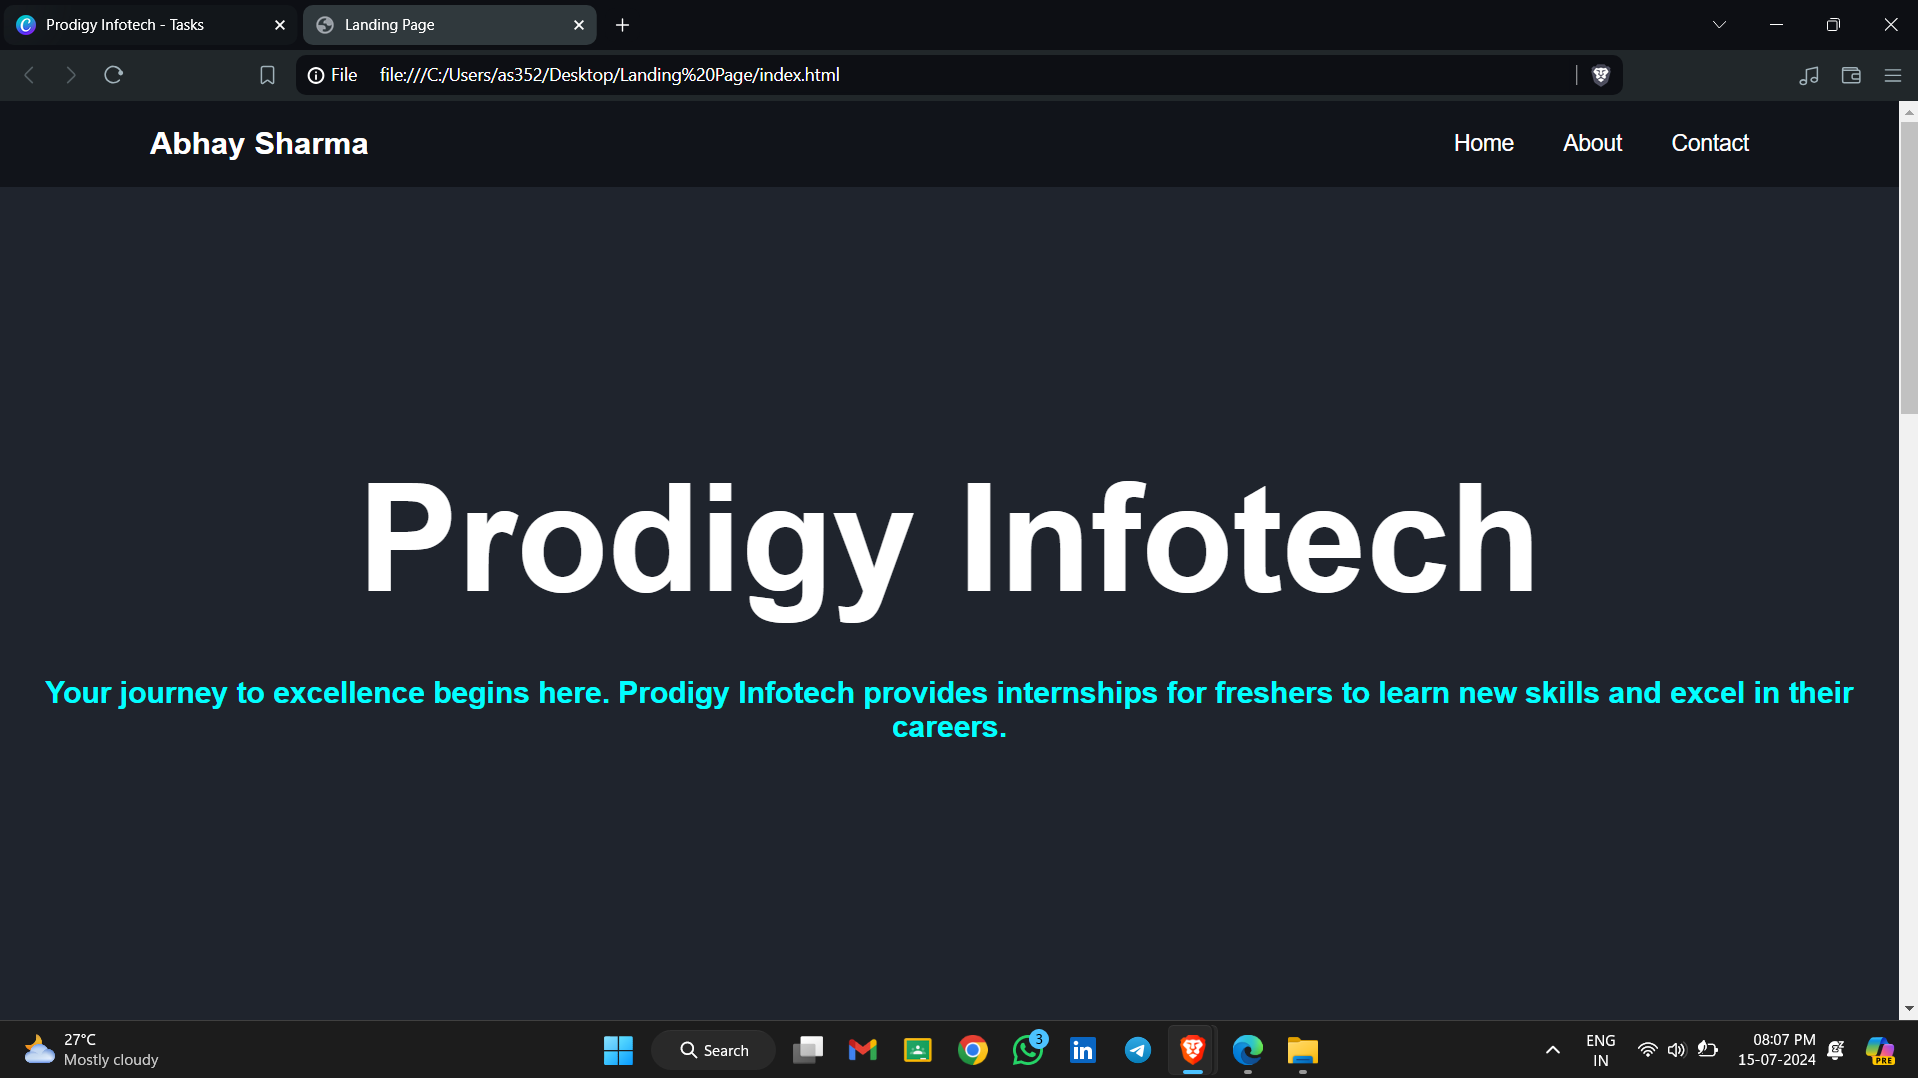 Prodigy Infotech - Tasks
Landing Page
File file:///C:/Users/as352/Desktop/Landing%20Page/index.html
Abhay Sharma
Home About Contact
Prodigy Infotech
Your journey to excellence begins here. Prodigy Infotech provides internships for freshers to learn new skills and excel in their
careers.
27°C
Mostly cloudy
Search
3
ENG
IN
08:07 PM
15-07-2024
PRE